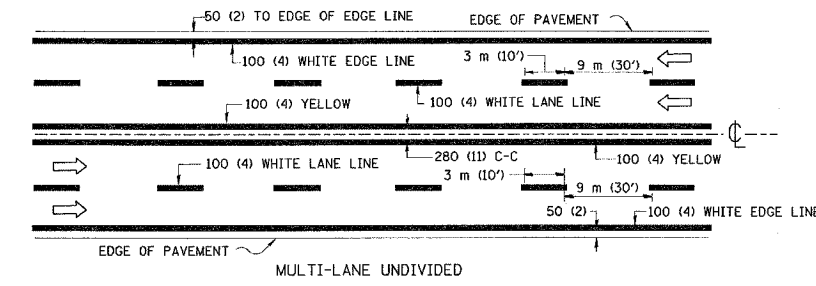 50 (2) TO EDGE OF EDGE LINE
EDGE OF PAVEMENT
100 (4) WHITE EDGE LINE
3 m (10')
9 m (30')
100 (4) YELLOW
100 (4) WHITE LANE LINE
℄
100 (4) WHITE LANE LINE
280 (11) C-C
100 (4) YELLOW
3 m (10')
9 m (30')
50 (2)
100 (4) WHITE EDGE LINE
EDGE OF PAVEMENT
MULTI-LANE UNDIVIDED